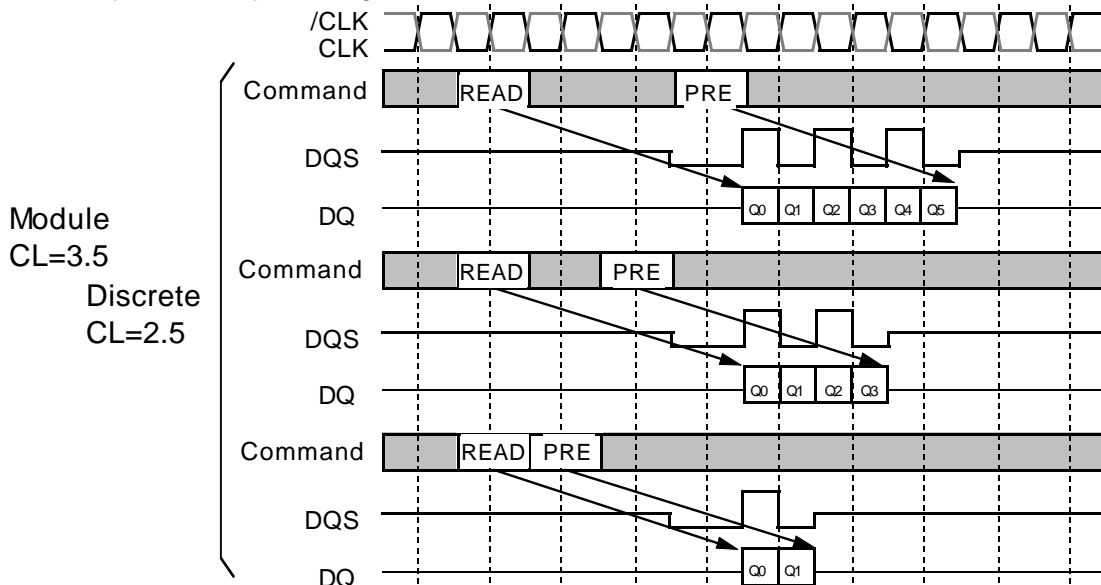 /CLK
CLK
Command READ PRE
DQS
DQ Q0 Q1 Q2 Q3 Q4 Q5
Module
CL=3.5
Command READ PRE
Discrete
CL=2.5
DQS
DQ Q0 Q1 Q2 Q3
Command READ PRE
DQS
DQ Q0 Q1